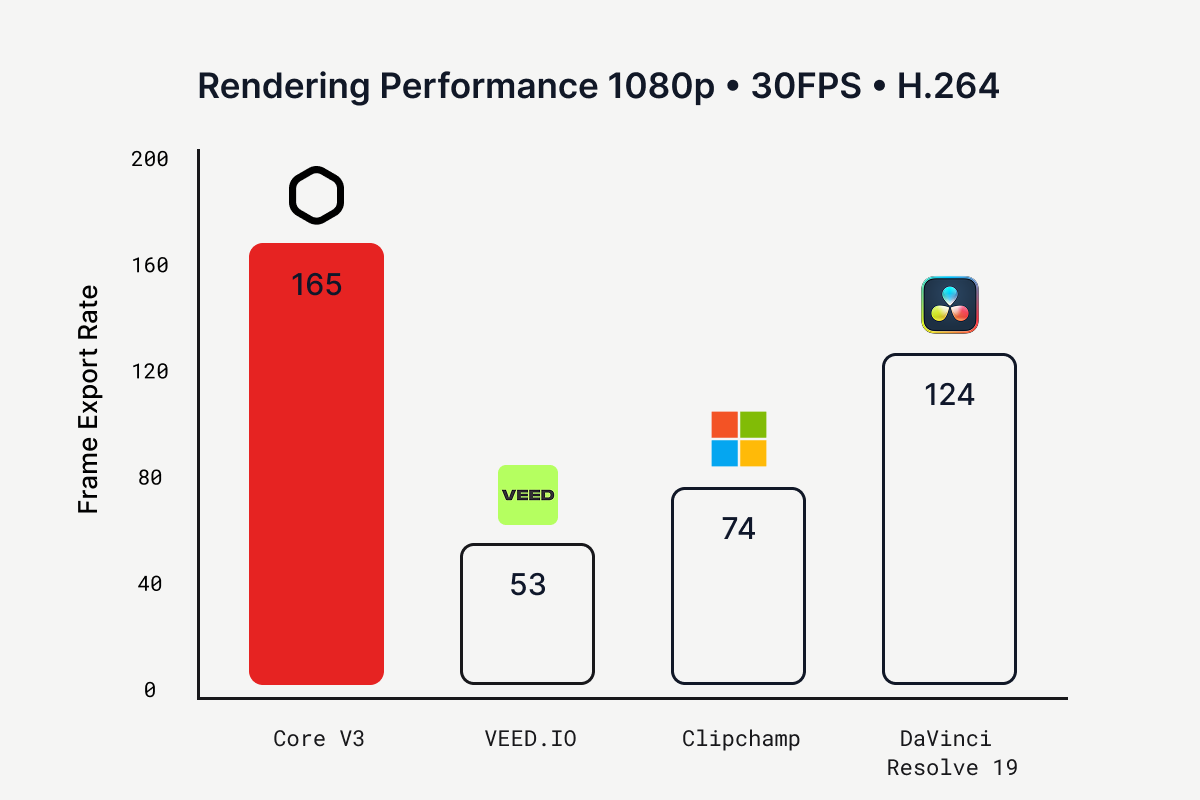 Rendering Performance 1080p • 30FPS • H.264
200
160
120
80
40
0
Frame Export Rate
165
VEED
53
74
124
Core V3
VEED.IO
Clipchamp
DaVinci
Resolve 19